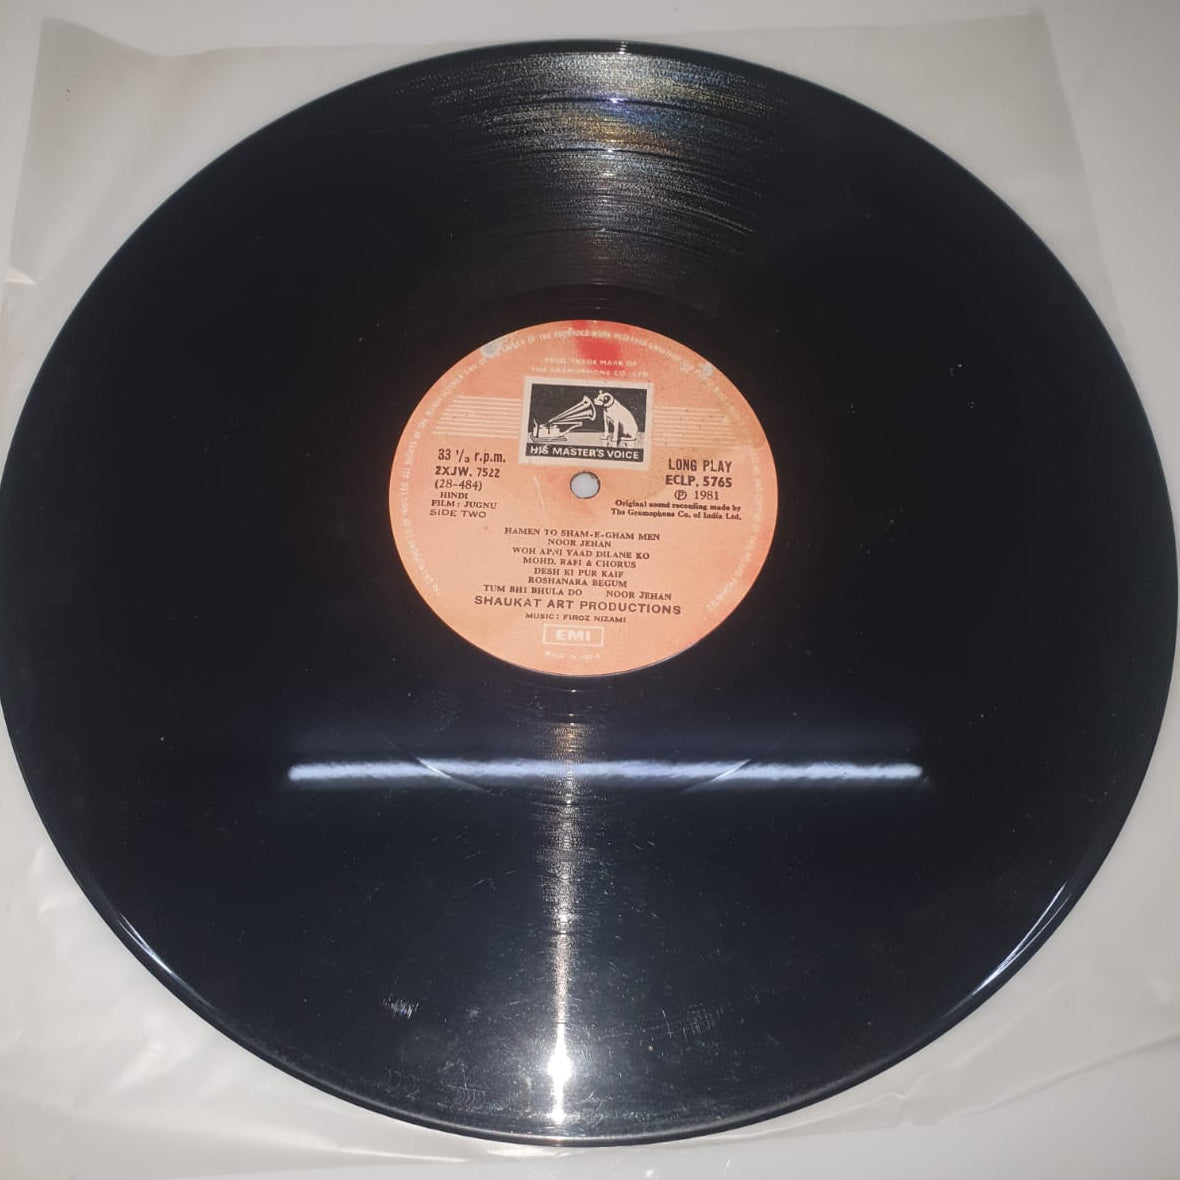 REGD. TRADE MARK OF
THE GRAMOPHONE CO. LTD.
HIS MASTER'S VOICE
33 ⅓ r.p.m.
2XJW. 7522
(28-484)
HINDI
FILM : JUGNU
SIDE TWO
LONG PLAY
ECLP. 5765
Ⓟ 1981
Original sound recording made by
The Gramophone Co. of India Ltd.
HAMEN TO SHAM-E-GHAM MEN
NOOR JEHAN
WOH APNI YAAD DILANE KO
MOHD. RAFI & CHORUS
DESH KI PUR KAIF
ROSHANARA BEGUM
TUM BHI BHULA DO NOOR JEHAN
SHAUKAT ART PRODUCTIONS
MUSIC : FIROZ NIZAMI
EMI